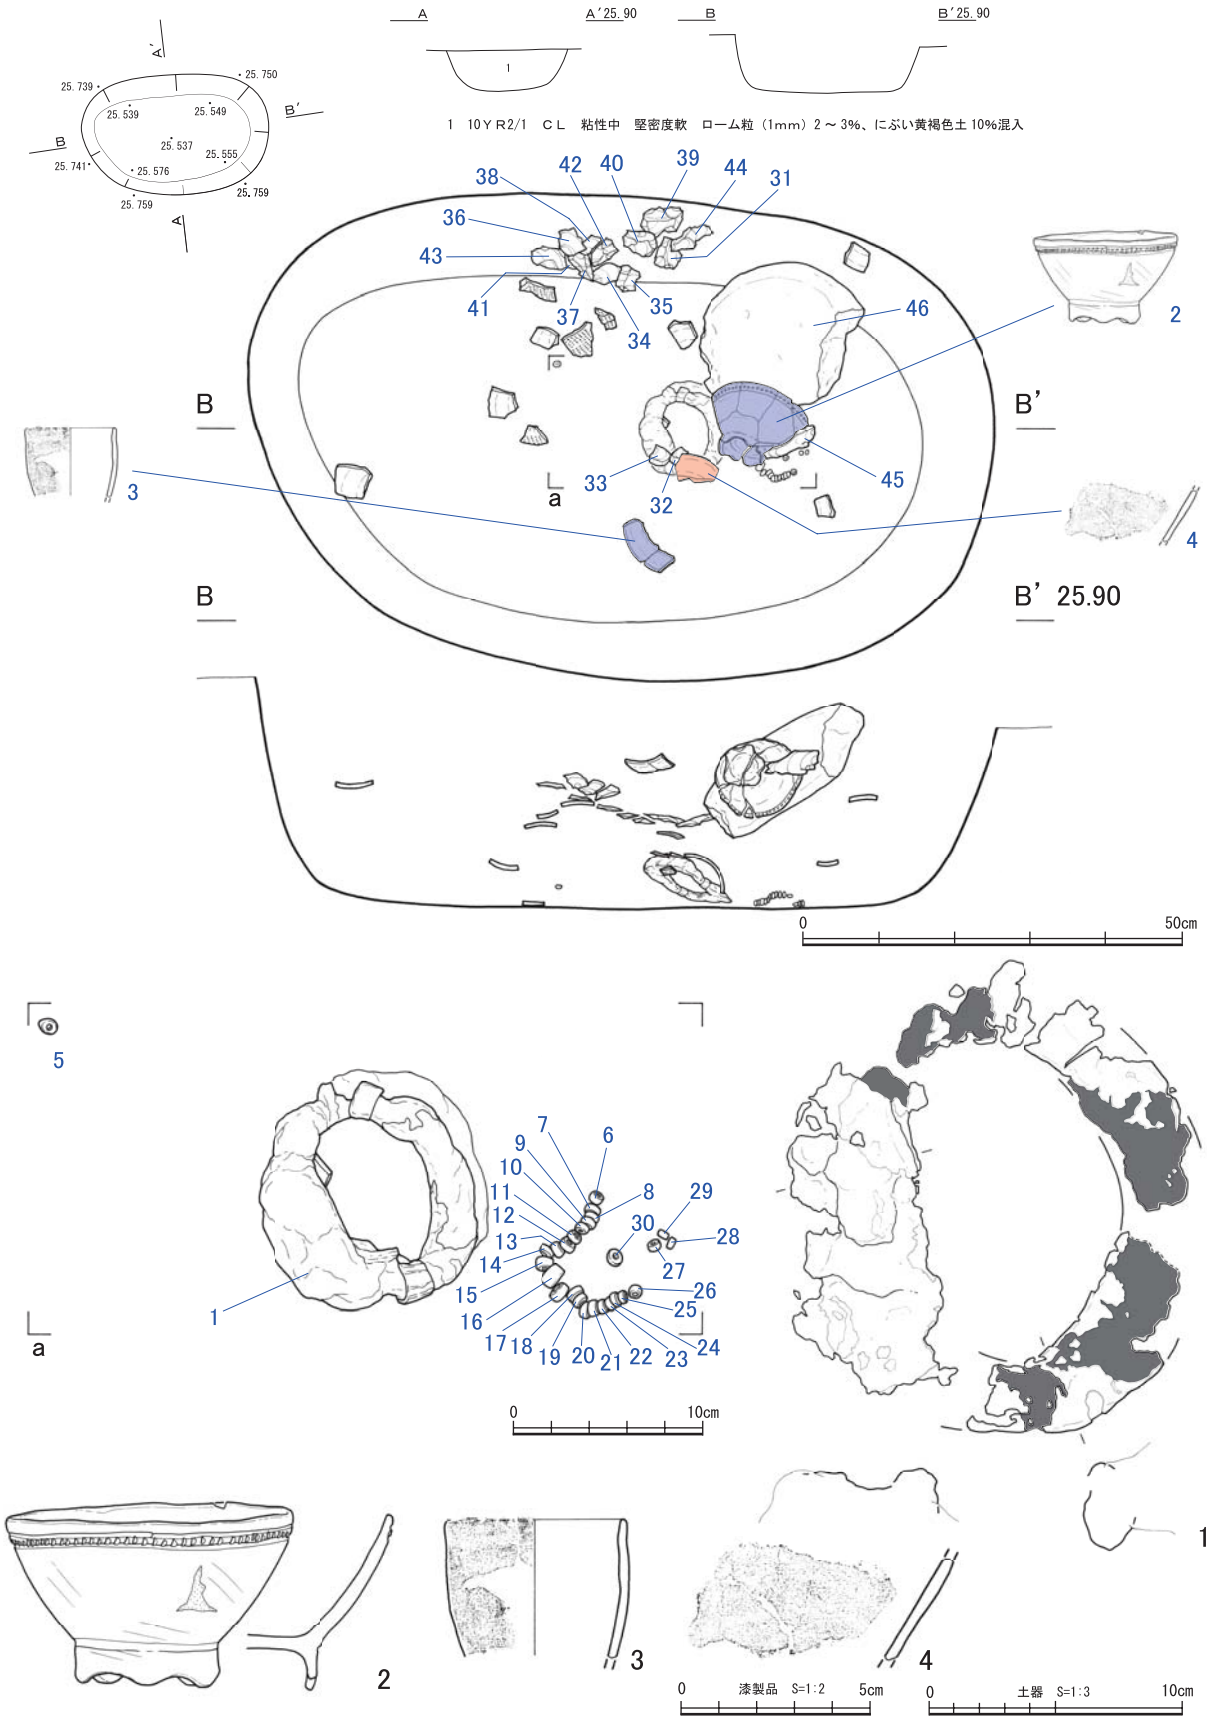 A A'25.90 B B'25.90
A'
25.739 25.750
25.539 25.549
B'
B
25.537
25.741 25.576 25.555
25.759 25.759
A
1
1 10YR2/1 CL 粘性中 堅密度軟 ローム粒（1mm）2～3%、にぶい黄褐色土10%混入
38 42 40 39 44 31
36
43
41 37 34 35 46
2
B B'
3
33 32 45
a
4
B B' 25.90
0 50cm
5
7 6
9
10 8
11 29
12 30
13 28
14 27
15 26
1 16 25
17 18 24
19 20 21 22 23
a
0 10cm
1
2 3 4
0 漆製品 S=1:2 5cm 0 土器 S=1:3 10cm